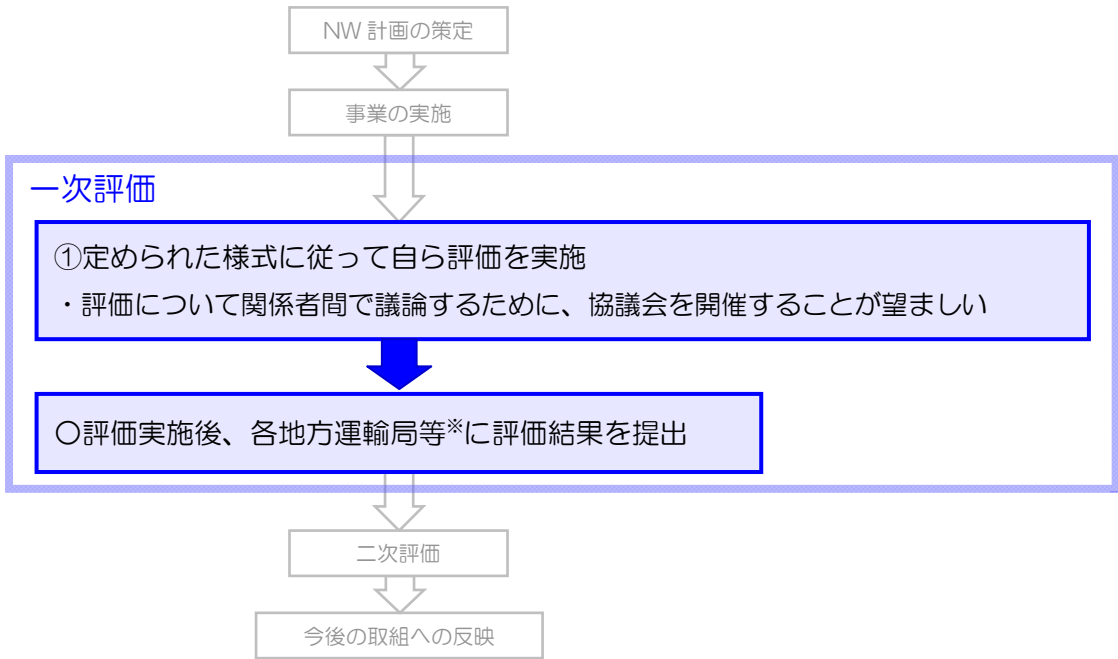 NW 計画の策定
事業の実施
一次評価
①定められた様式に従って自ら評価を実施
・評価について関係者間で議論するために、協議会を開催することが望ましい
〇評価実施後、各地方運輸局等※に評価結果を提出
二次評価
今後の取組への反映